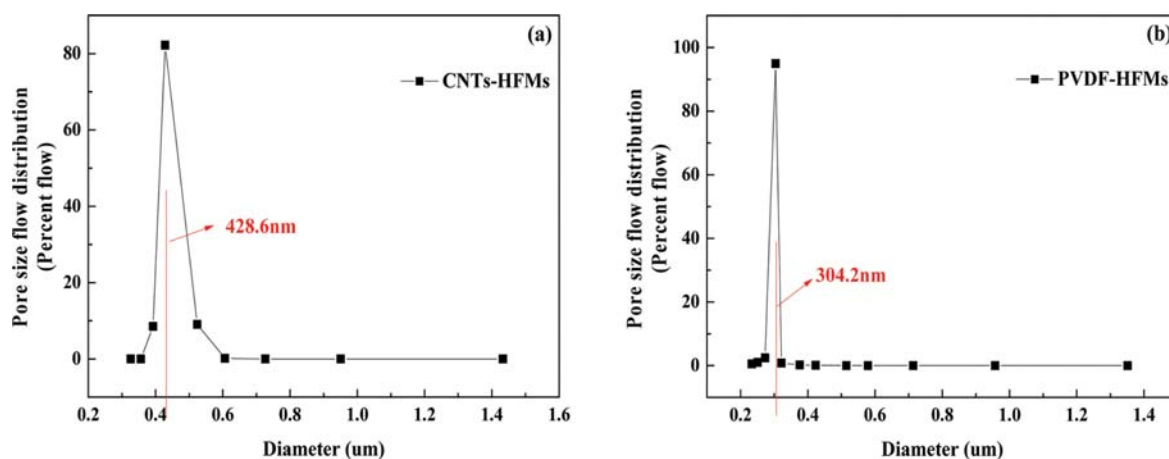 (a)
CNTs-HFMs
428.6nm
Pore size flow distribution
(Percent flow)
80
60
40
20
0
0.2 0.4 0.6 0.8 1.0 1.2 1.4 1.6
Diameter (um)
(b)
PVDF-HFMs
304.2nm
Pore size flow distribution
(Percent flow)
100
80
60
40
20
0
0.2 0.4 0.6 0.8 1.0 1.2 1.4
Diameter (um)